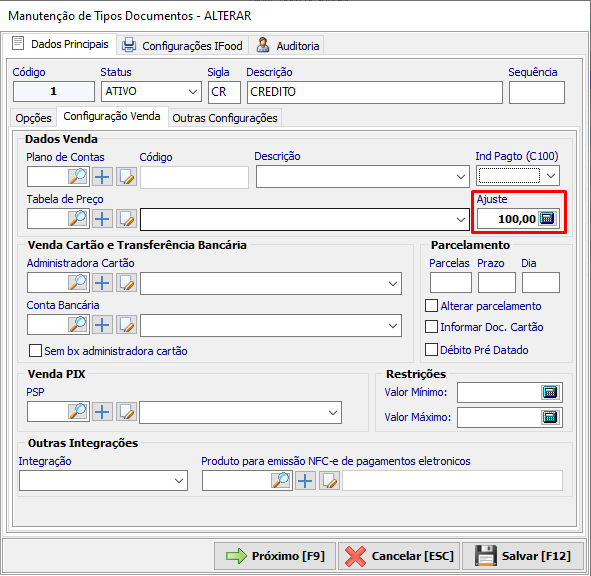 Manutenção de Tipos Documentos - ALTERAR
Dados Principais Configurações IFood Auditoria
Código Status Sigla Descrição Sequência
1 ATIVO CR CREDITO
Opções Configuração Venda Outras Configurações
Dados Venda
Plano de Contas Código Descrição Ind Pagto (C100)
Tabela de Preço Ajuste
100,00
Venda Cartão e Transferência Bancária Parcelamento
Administradora Cartão Parcelas Prazo Dia
Conta Bancária Alterar parcelamento
Informar Doc. Cartão
Sem bx administradora cartão Débito Pré Datado
Venda PIX Restrições
PSP Valor Mínimo:
Valor Máximo:
Outras Integrações
Integração Produto para emissão NFC-e de pagamentos eletronicos
Próximo [F9] Cancelar [ESC] Salvar [F12]